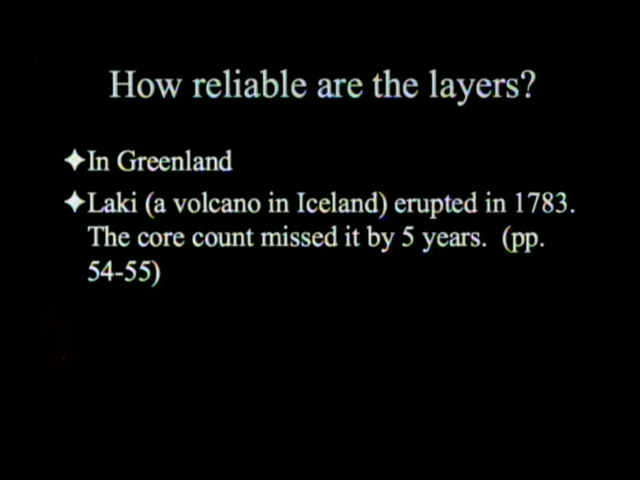 How reliable are the layers?
In Greenland
Laki (a volcano in Iceland) erupted in 1783.
The core count missed it by 5 years.  (pp.
54-55)